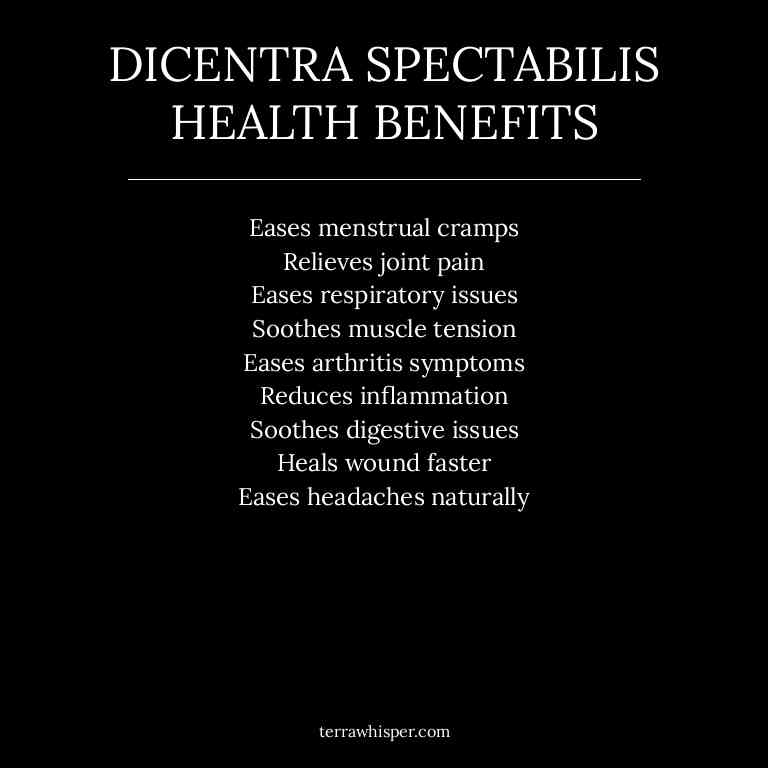 DICENTRA SPECTABILIS
HEALTH BENEFITS
Eases menstrual cramps
Relieves joint pain
Eases respiratory issues
Soothes muscle tension
Eases arthritis symptoms
Reduces inflammation
Soothes digestive issues
Heals wound faster
Eases headaches naturally
terrawhisper.com